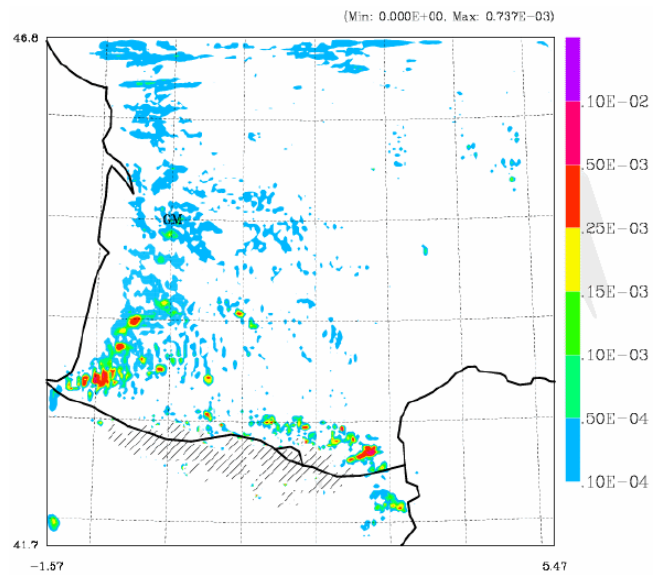 (Min: 0.000E+00, Max: 0.737E-03)
46.8
.10E-02
.50E-03
GM
.25E-03
.15E-03
.10E-03
.50E-04
.10E-04
41.7
-1.57
5.47